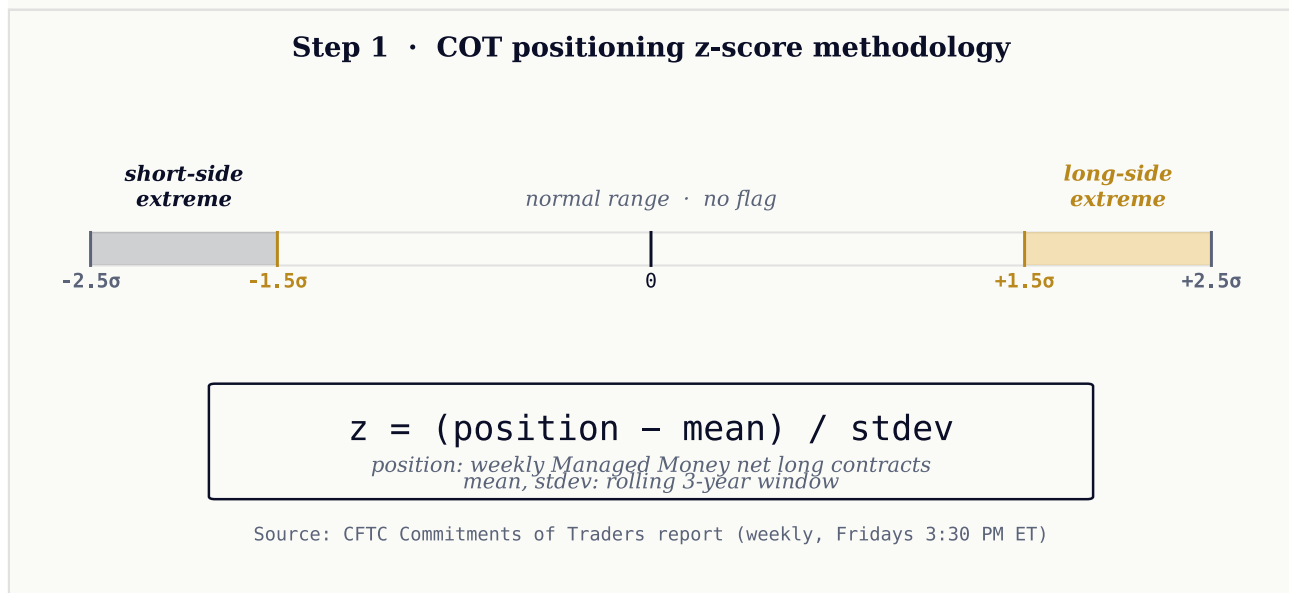 Step 1 · COT positioning z-score methodology
short-side
extreme
normal range · no flag
long-side
extreme
-2.5σ
-1.5σ
0
+1.5σ
+2.5σ
z = (position − mean) / stdev
position: weekly Managed Money net long contracts
mean, stdev: rolling 3-year window
Source: CFTC Commitments of Traders report (weekly, Fridays 3:30 PM ET)